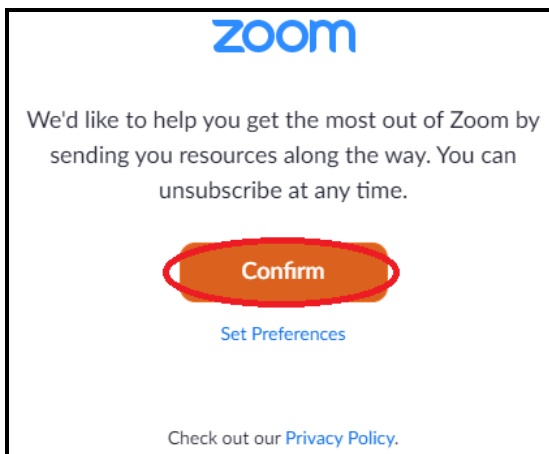 zoom
We'd like to help you get the most out of Zoom by
sending you resources along the way. You can
unsubscribe at any time.
Confirm
Set Preferences
Check out our Privacy Policy.